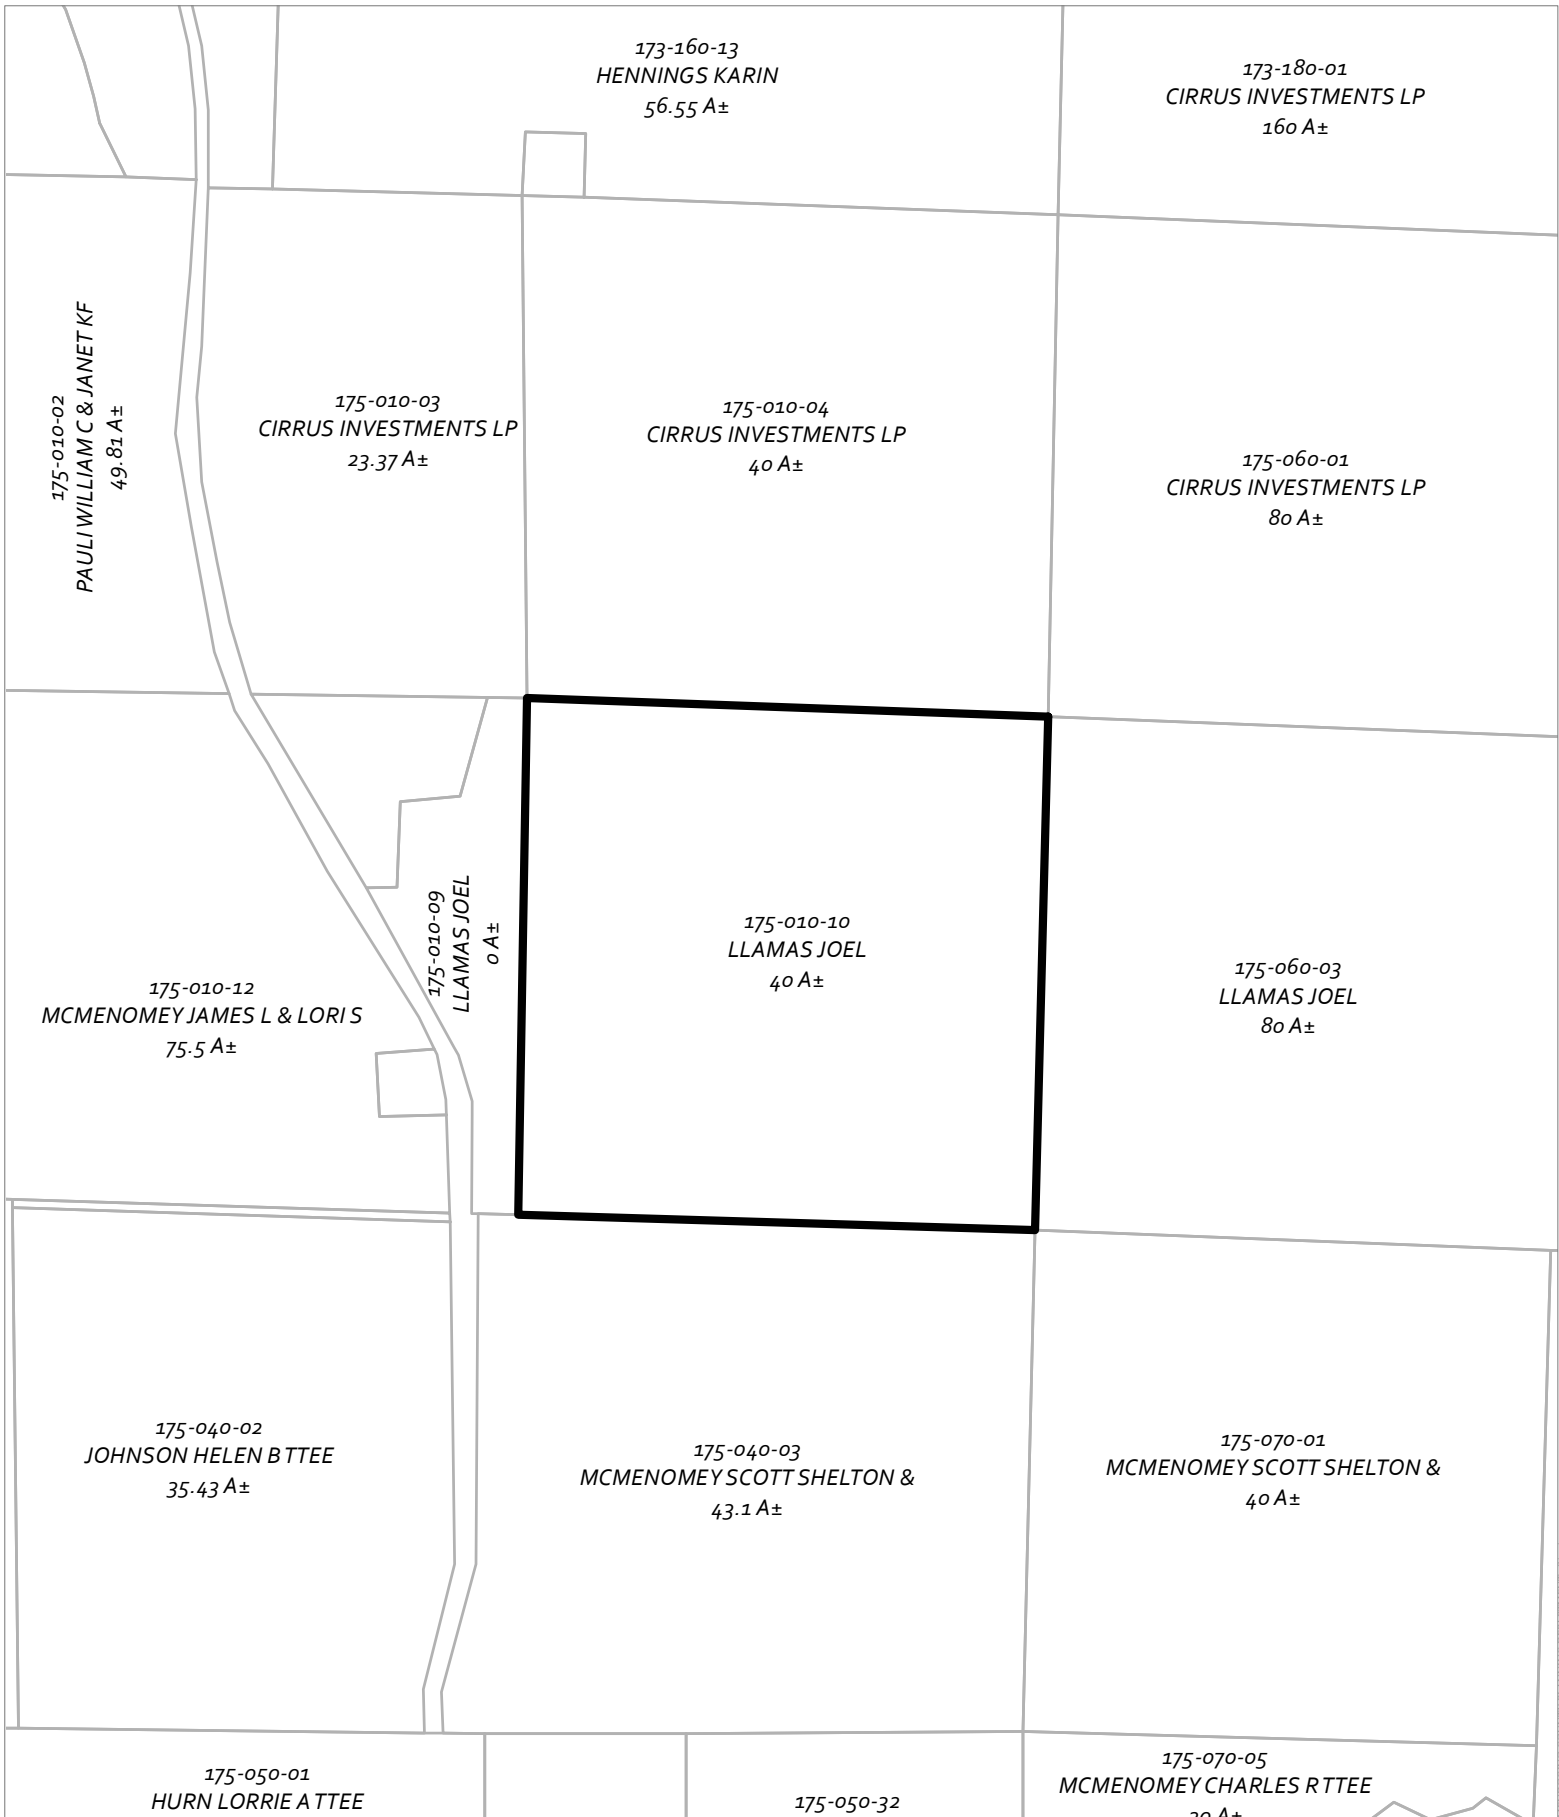 173-160-13
HENNINGS KARIN
56.55 A±
173-180-01
CIRRUS INVESTMENTS LP
160 A±
175-010-02
PAULI WILLIAM C & JANET KF
49.81 A±
175-010-03
CIRRUS INVESTMENTS LP
23.37 A±
175-010-04
CIRRUS INVESTMENTS LP
40 A±
175-060-01
CIRRUS INVESTMENTS LP
80 A±
175-010-09
LLAMAS JOEL
0 A±
175-010-10
LLAMAS JOEL
40 A±
175-060-03
LLAMAS JOEL
80 A±
175-010-12
MCMENOMEY JAMES L & LORI S
75.5 A±
175-040-02
JOHNSON HELEN B TTEE
35.43 A±
175-040-03
MCMENOMEY SCOTT SHELTON &
43.1 A±
175-070-01
MCMENOMEY SCOTT SHELTON &
40 A±
175-050-01
HURN LORRIE A TTEE
175-050-32
175-070-05
MCMENOMEY CHARLES R TTEE